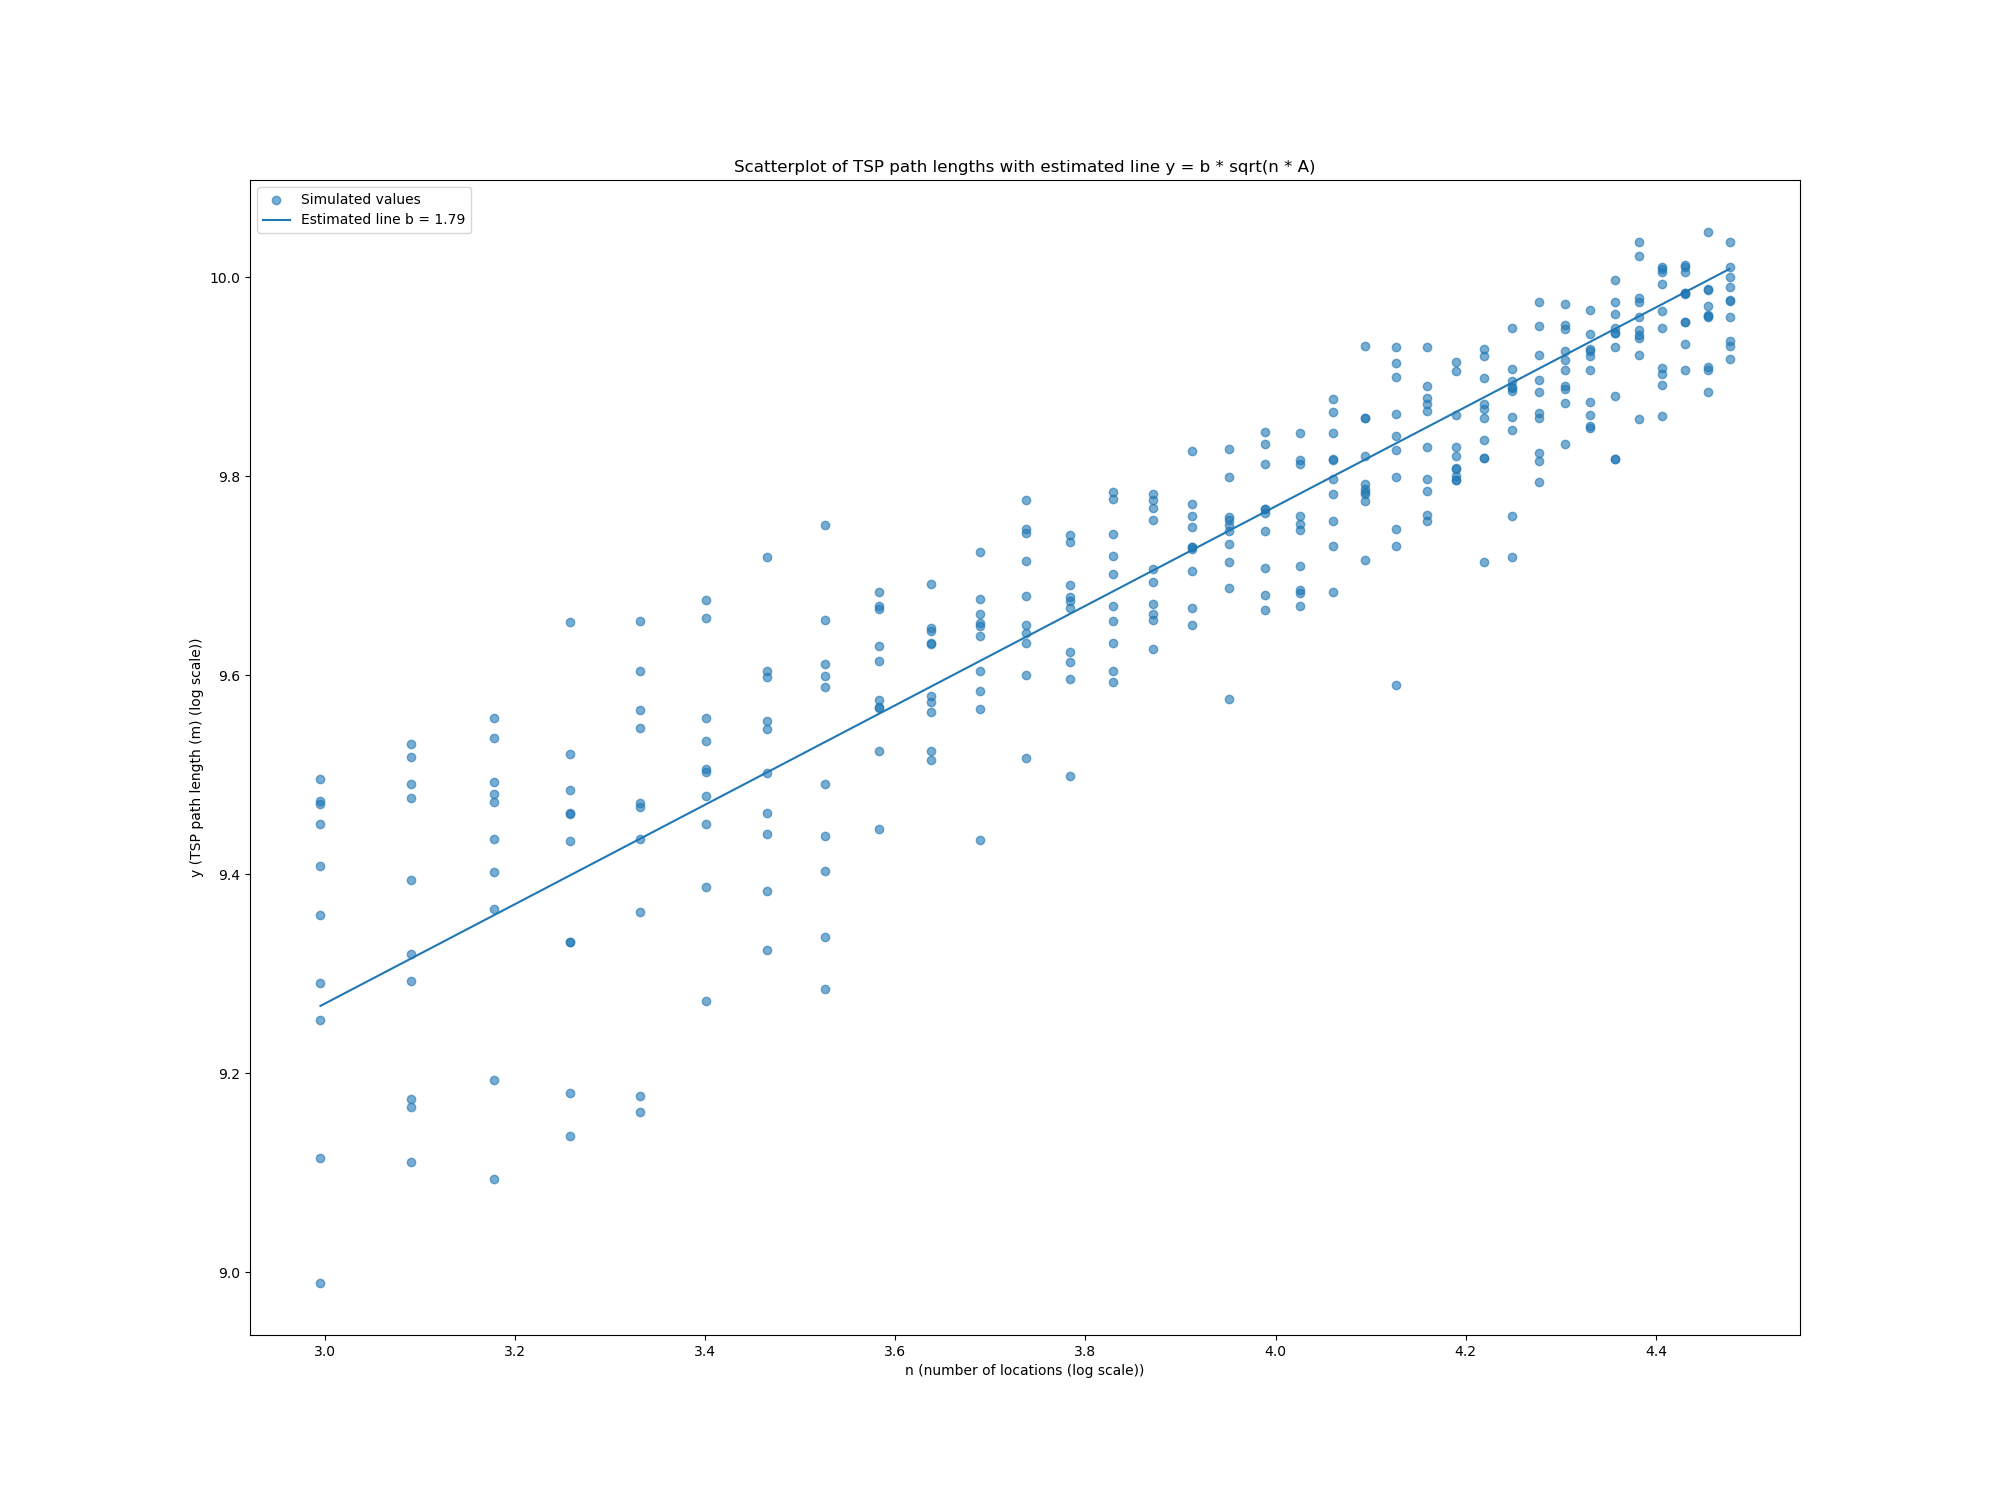 Scatterplot of TSP path lengths with estimated line y = b * sqrt(n * A)
Simulated values
Estimated line b = 1.79
10.0
9.8
9.6
9.4
9.2
9.0
y (TSP path length (m) (log scale))
3.0 3.2 3.4 3.6 3.8 4.0 4.2 4.4
n (number of locations (log scale))